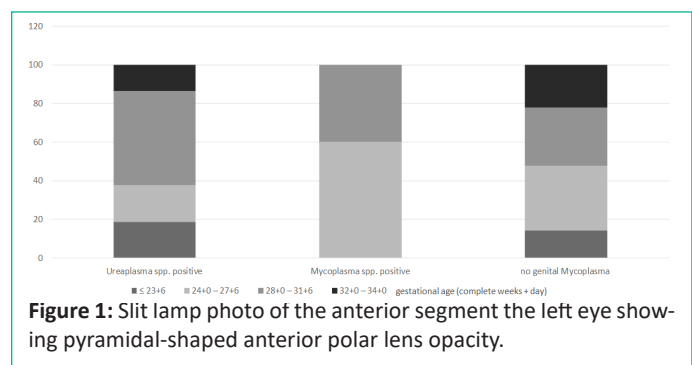 120
100
80
60
40
20
0
Ureaplasma spp. positive Mycoplasma spp. positive no genital Mycoplasma
≤ 23+6 24+0 – 27+6 28+0 – 31+6 32+0 – 34+0 gestational age (complete weeks + day)
Figure 1: Slit lamp photo of the anterior segment the left eye show-
ing pyramidal-shaped anterior polar lens opacity.